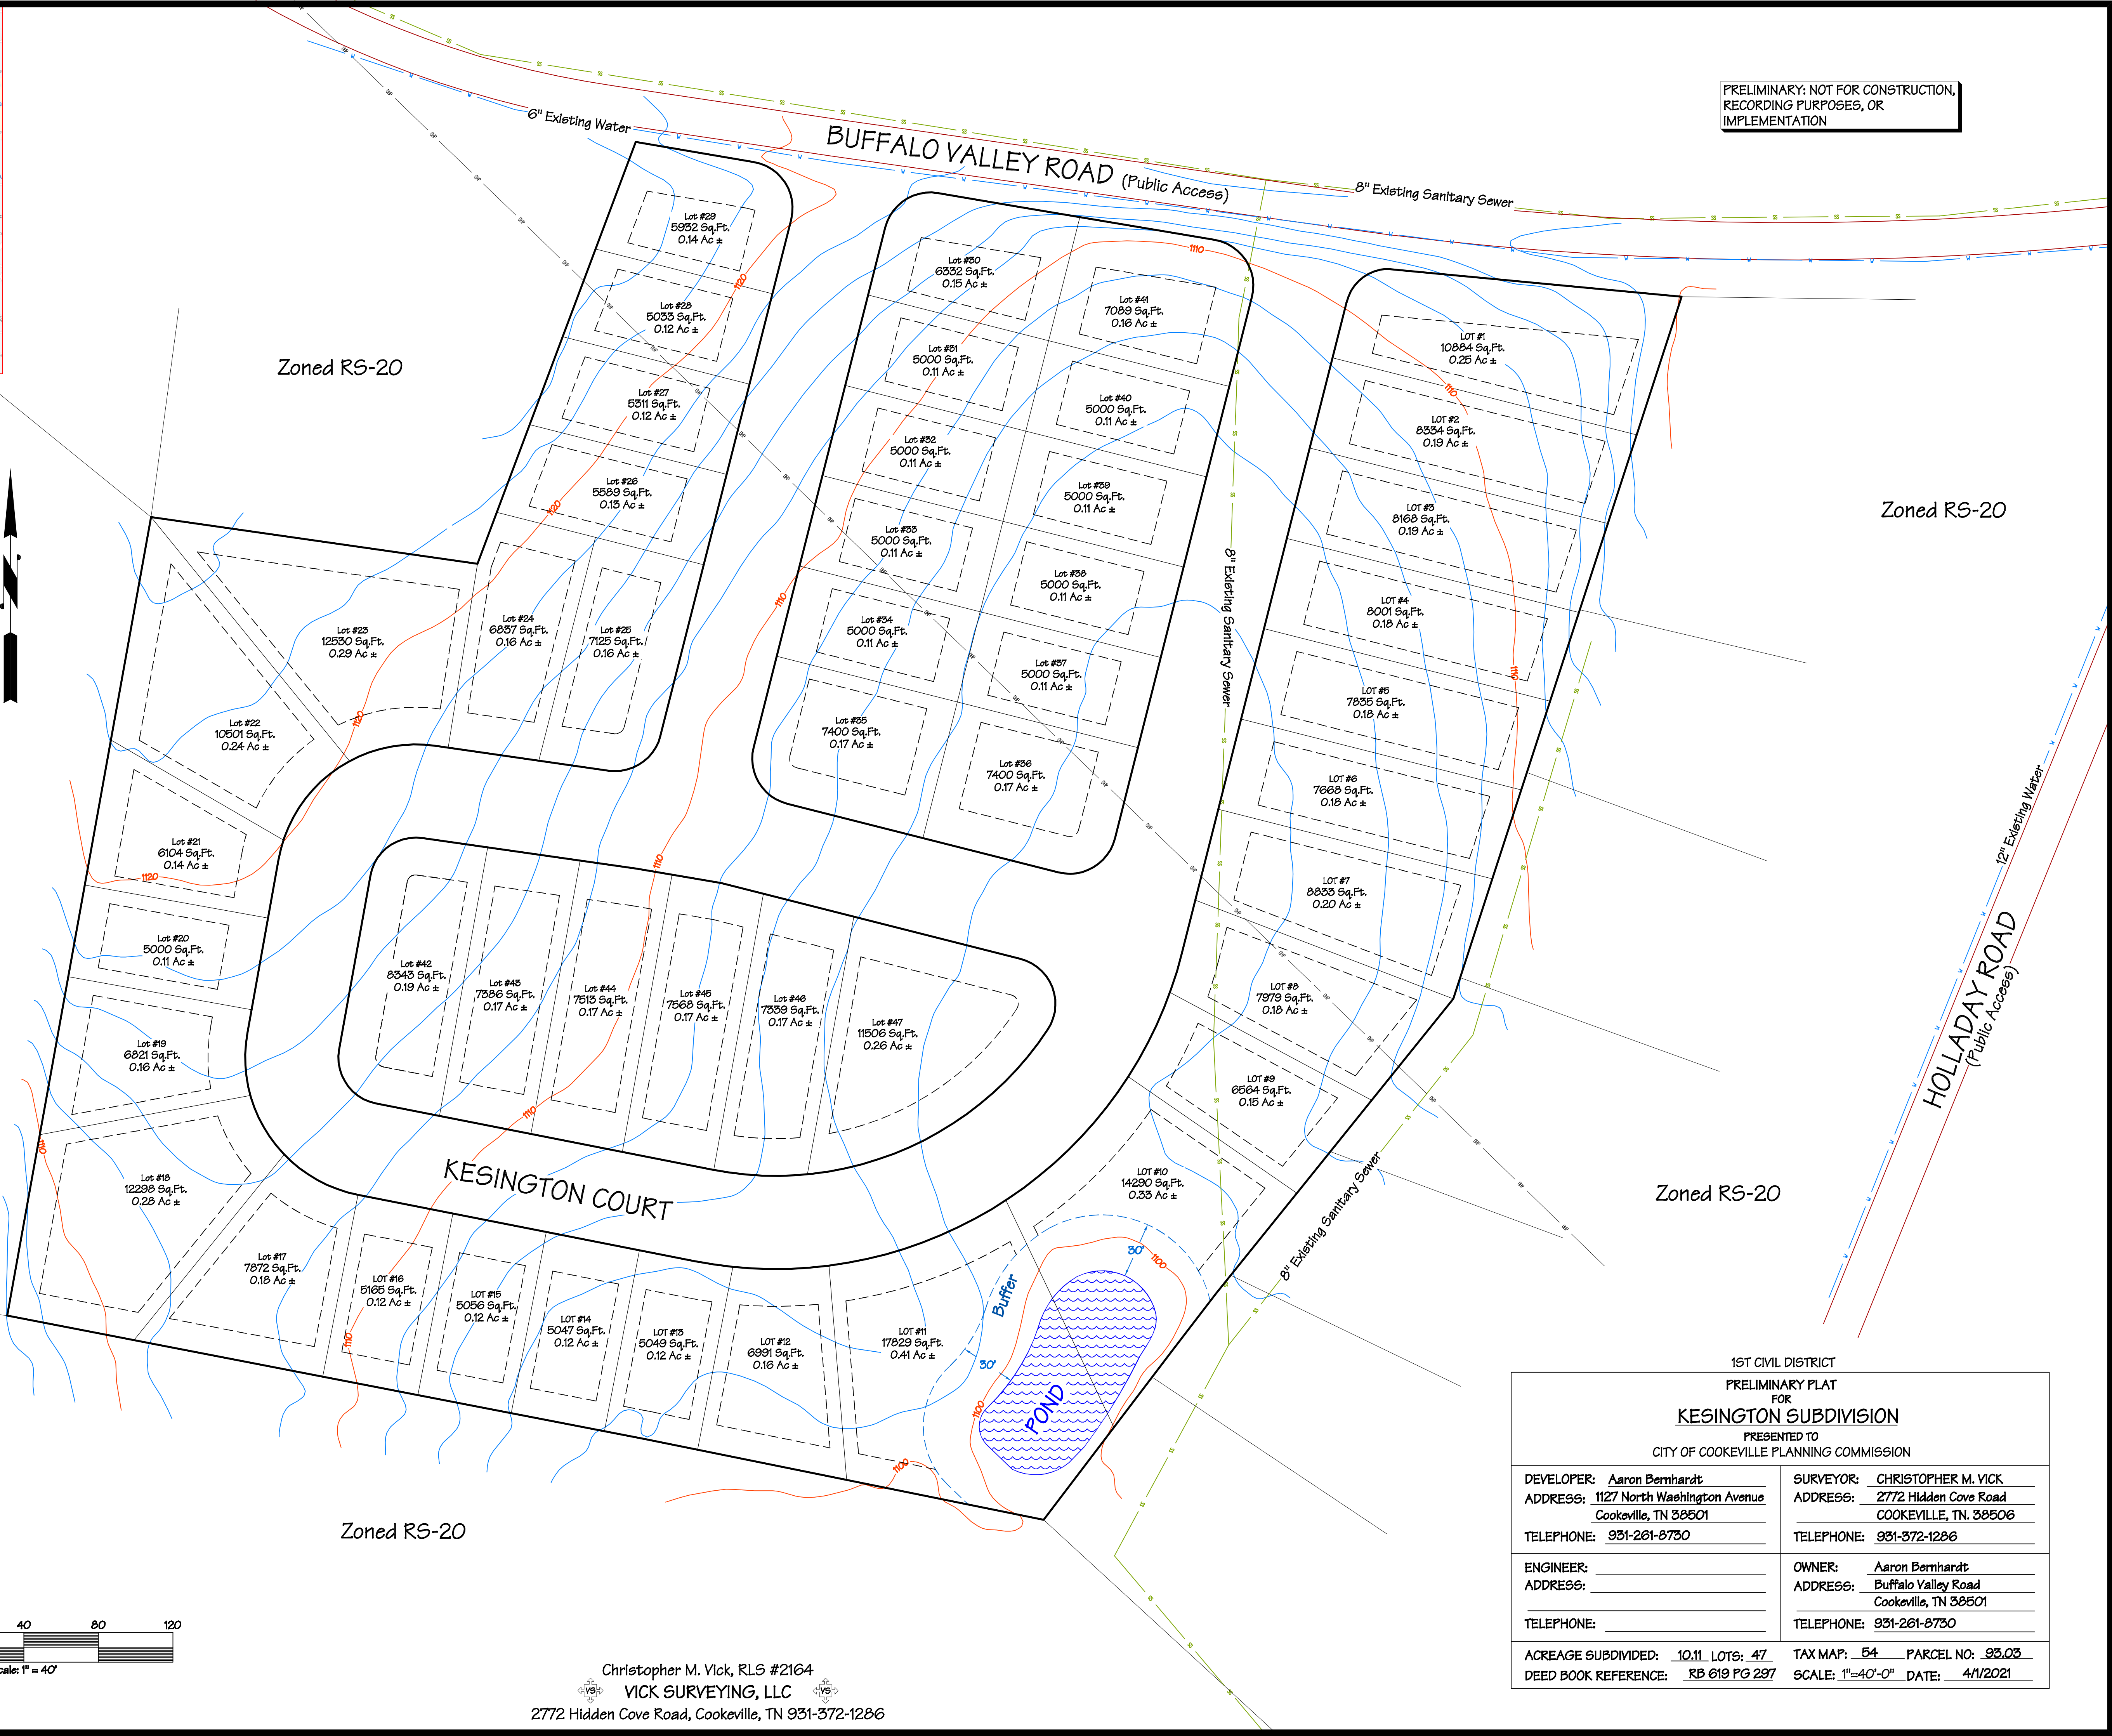 PRELIMINARY: NOT FOR CONSTRUCTION,
RECORDING PURPOSES, OR
IMPLEMENTATION
6" Existing Water
BUFFALO VALLEY ROAD (Public Access)
8" Existing Sanitary Sewer
Lot #29
5932 Sq.Ft.
0.14 Ac ±
Lot #28
5033 Sq.Ft.
0.12 Ac ±
Lot #27
5311 Sq.Ft.
0.12 Ac ±
Lot #26
5589 Sq.Ft.
0.13 Ac ±
Lot #30
6332 Sq.Ft.
0.15 Ac ±
Lot #41
7089 Sq.Ft.
0.16 Ac ±
Lot #31
5000 Sq.Ft.
0.11 Ac ±
Lot #40
5000 Sq.Ft.
0.11 Ac ±
Lot #32
5000 Sq.Ft.
0.11 Ac ±
Lot #39
5000 Sq.Ft.
0.11 Ac ±
Lot #33
5000 Sq.Ft.
0.11 Ac ±
Lot #38
5000 Sq.Ft.
0.11 Ac ±
Lot #34
5000 Sq.Ft.
0.11 Ac ±
Lot #37
5000 Sq.Ft.
0.11 Ac ±
Lot #35
7400 Sq.Ft.
0.17 Ac ±
Lot #36
7400 Sq.Ft.
0.17 Ac ±
LOT #1
10884 Sq.Ft.
0.25 Ac ±
LOT #2
8334 Sq.Ft.
0.19 Ac ±
LOT #3
8168 Sq.Ft.
0.19 Ac ±
LOT #4
8001 Sq.Ft.
0.18 Ac ±
LOT #5
7835 Sq.Ft.
0.18 Ac ±
LOT #6
7668 Sq.Ft.
0.18 Ac ±
LOT #7
8833 Sq.Ft.
0.20 Ac ±
LOT #8
7979 Sq.Ft.
0.18 Ac ±
LOT #9
6564 Sq.Ft.
0.15 Ac ±
LOT #10
14290 Sq.Ft.
0.33 Ac ±
Zoned RS-20
Zoned RS-20
Zoned RS-20
Zoned RS-20
N
1120
1120
1120
1120
1110
1110
1110
1110
1110
1110
1110
1110
1100
1100
1100
8" Existing Sanitary Sewer
8" Existing Sanitary Sewer
12" Existing Water
HOLLADAY ROAD
(Public Access)
Lot #23
12530 Sq.Ft.
0.29 Ac ±
Lot #24
6837 Sq.Ft.
0.16 Ac ±
Lot #25
7125 Sq.Ft.
0.16 Ac ±
Lot #22
10501 Sq.Ft.
0.24 Ac ±
Lot #21
6104 Sq.Ft.
0.14 Ac ±
Lot #20
5000 Sq.Ft.
0.11 Ac ±
Lot #19
6821 Sq.Ft.
0.16 Ac ±
Lot #18
12298 Sq.Ft.
0.28 Ac ±
Lot #42
8343 Sq.Ft.
0.19 Ac ±
Lot #43
7386 Sq.Ft.
0.17 Ac ±
Lot #44
7513 Sq.Ft.
0.17 Ac ±
Lot #45
7568 Sq.Ft.
0.17 Ac ±
Lot #46
7339 Sq.Ft.
0.17 Ac ±
Lot #47
11506 Sq.Ft.
0.26 Ac ±
KESINGTON COURT
Lot #17
7872 Sq.Ft.
0.18 Ac ±
LOT #16
5165 Sq.Ft.
0.12 Ac ±
LOT #15
5056 Sq.Ft.
0.12 Ac ±
LOT #14
5047 Sq.Ft.
0.12 Ac ±
LOT #13
5049 Sq.Ft.
0.12 Ac ±
LOT #12
6991 Sq.Ft.
0.16 Ac ±
LOT #11
17829 Sq.Ft.
0.41 Ac ±
Buffer
30'
30'
POND
40 80 120
cale: 1" = 40'
Christopher M. Vick, RLS #2164
VS VICK SURVEYING, LLC VS
2772 Hidden Cove Road, Cookeville, TN 931-372-1286
1ST CIVIL DISTRICT
PRELIMINARY PLAT
FOR
KESINGTON SUBDIVISION
PRESENTED TO
CITY OF COOKEVILLE PLANNING COMMISSION
DEVELOPER: Aaron Bernhardt
ADDRESS: 1127 North Washington Avenue
Cookeville, TN 38501
TELEPHONE: 931-261-8730
SURVEYOR: CHRISTOPHER M. VICK
ADDRESS: 2772 Hidden Cove Road
COOKEVILLE, TN. 38506
TELEPHONE: 931-372-1286
ENGINEER:
ADDRESS:
TELEPHONE:
OWNER: Aaron Bernhardt
ADDRESS: Buffalo Valley Road
Cookeville, TN 38501
TELEPHONE: 931-261-8730
ACREAGE SUBDIVIDED: 10.11 LOTS: 47
DEED BOOK REFERENCE: RB 619 PG 297
TAX MAP: 54 PARCEL NO: 93.03
SCALE: 1"=40'-0" DATE: 4/1/2021